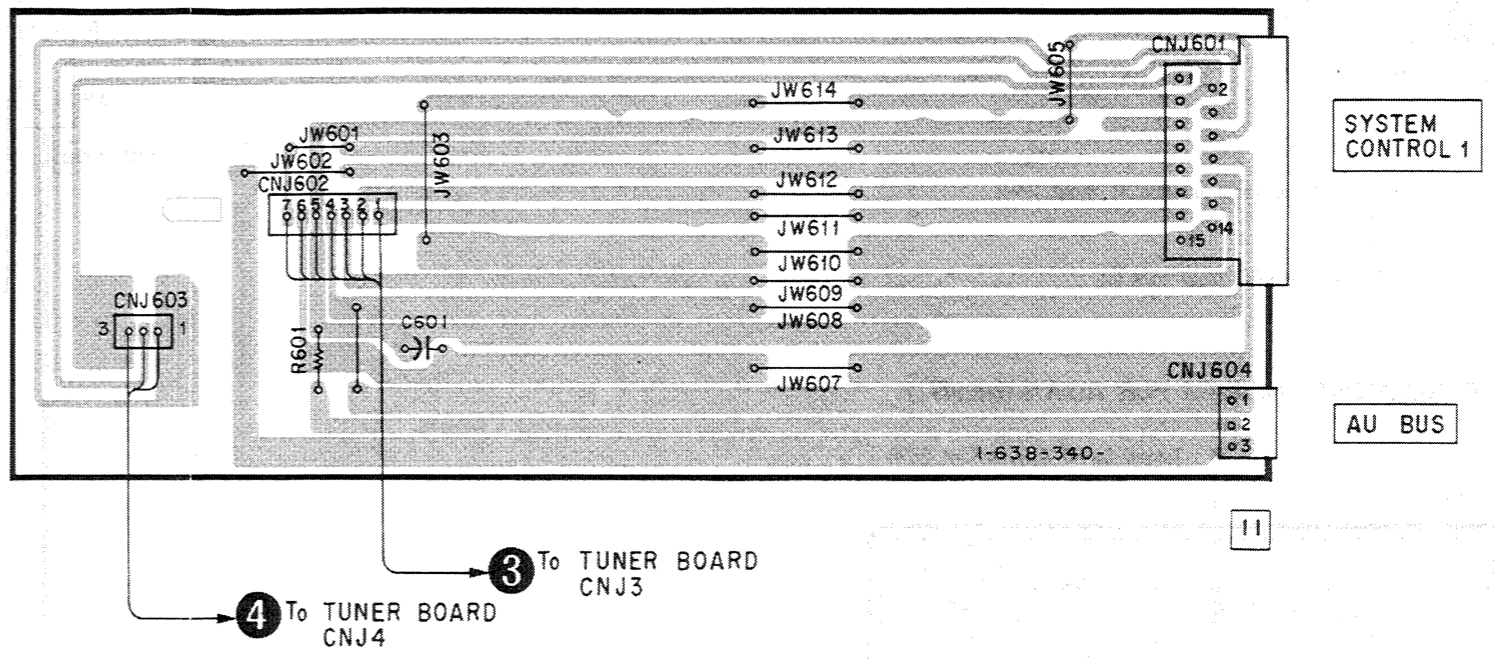 CNJ601
JW605
1
2
JW614
JW601
JW613
JW603
JW602
JW612
CNJ602
7 6 5 4 3 2 1
JW611
15
14
JW610
JW609
JW608
CNJ603
3
1
R601
C601
JW607
CNJ604
1
2
3
1-638-340-
SYSTEM
CONTROL 1
AU BUS
11
3 To TUNER BOARD
CNJ3
4 To TUNER BOARD
CNJ4